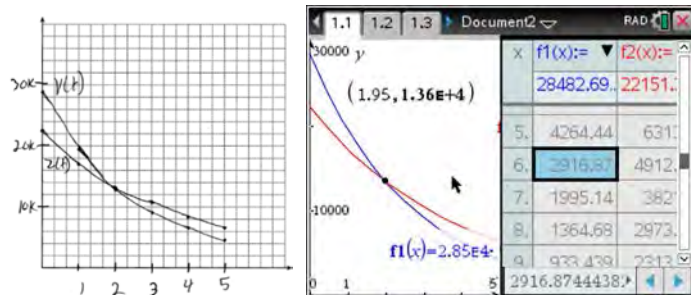 30K
y(t)
20K
z(t)
10K
1 2 3 4 5
1.1 1.2 1.3 Document2 RAD
30000 y
(1.95, 1.36E+4)
10000
f1(x)=2.85E4·
0 1 5
x f1(x):= ▼ f2(x):=
28482.69.. 22151.
5. 4264.44 631
6. 2916.87 4912.
7. 1995.14 382
8. 1364.68 2973.
9. 933.439 2313
2916.8744438